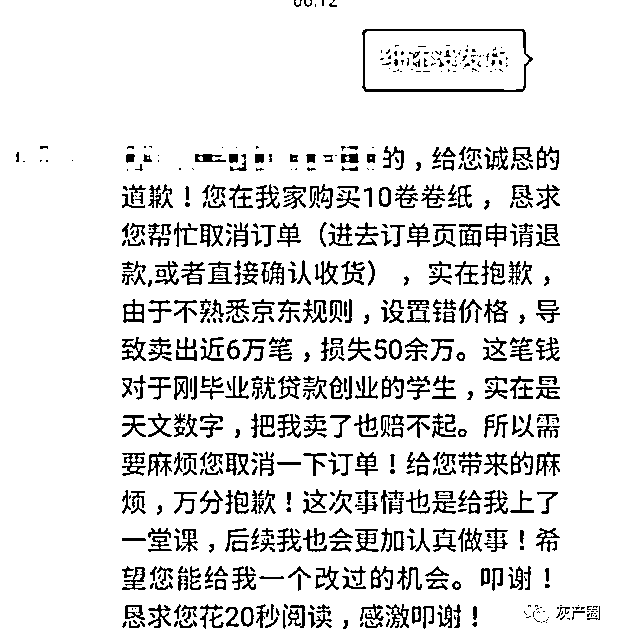 06:12
纸还没发货
的，给您诚恳的
道歉！您在我家购买10卷卷纸，恳求
您帮忙取消订单（进去订单页面申请退
款,或者直接确认收货），实在抱歉，
由于不熟悉京东规则，设置错价格，导
致卖出近6万笔，损失50余万。这笔钱
对于刚毕业就贷款创业的学生，实在是
天文数字，把我卖了也赔不起。所以需
要麻烦您取消一下订单！给您带来的麻
烦，万分抱歉！这次事情也是给我上了
一堂课，后续我也会更加认真做事！希
望您能给我一个改过的机会。叩谢！
恳求您花20秒阅读，感激叩谢！
灰产圈